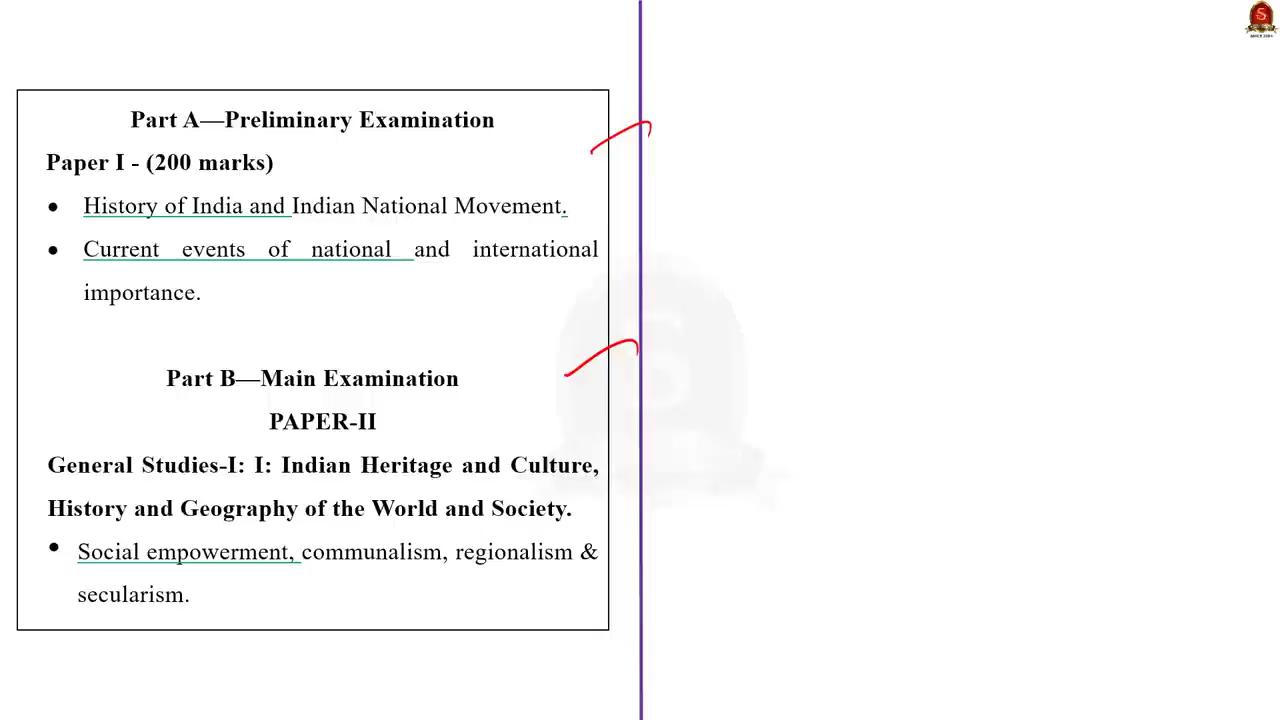 Part A—Preliminary Examination
Paper I - (200 marks)
● History of India and Indian National Movement.
● Current events of national and international
importance.
Part B—Main Examination
PAPER-II
General Studies-I: I: Indian Heritage and Culture,
History and Geography of the World and Society.
● Social empowerment, communalism, regionalism &
secularism.
S